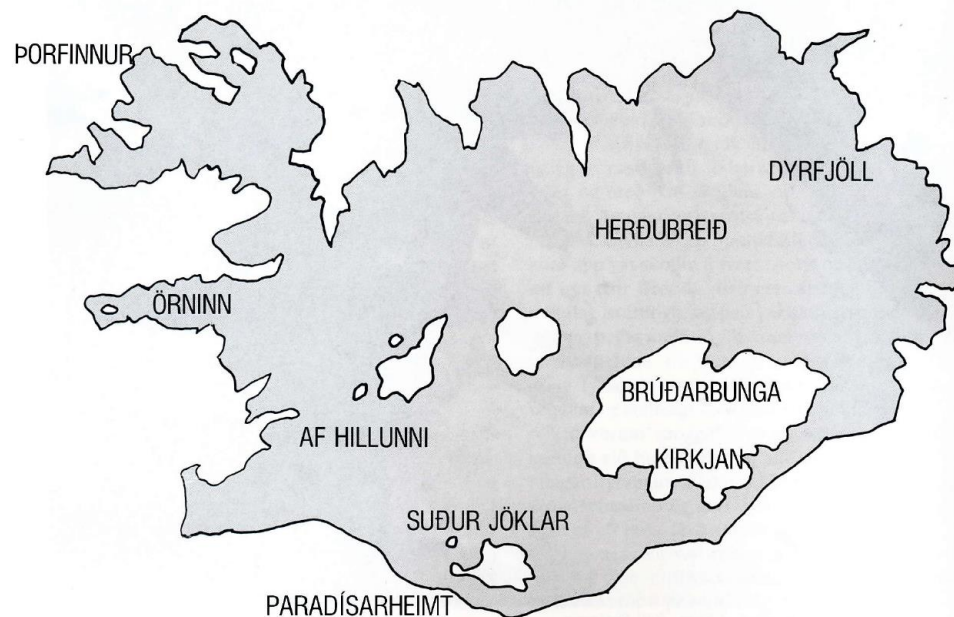 ÞORFINNUR
DYRFJÖLL
HERÐUBREIÐ
ÖRNINN
BRÚÐARBUNGA
AF HILLUNNI
KIRKJAN
SUÐUR JÖKLAR
PARADÍSARHEIMT